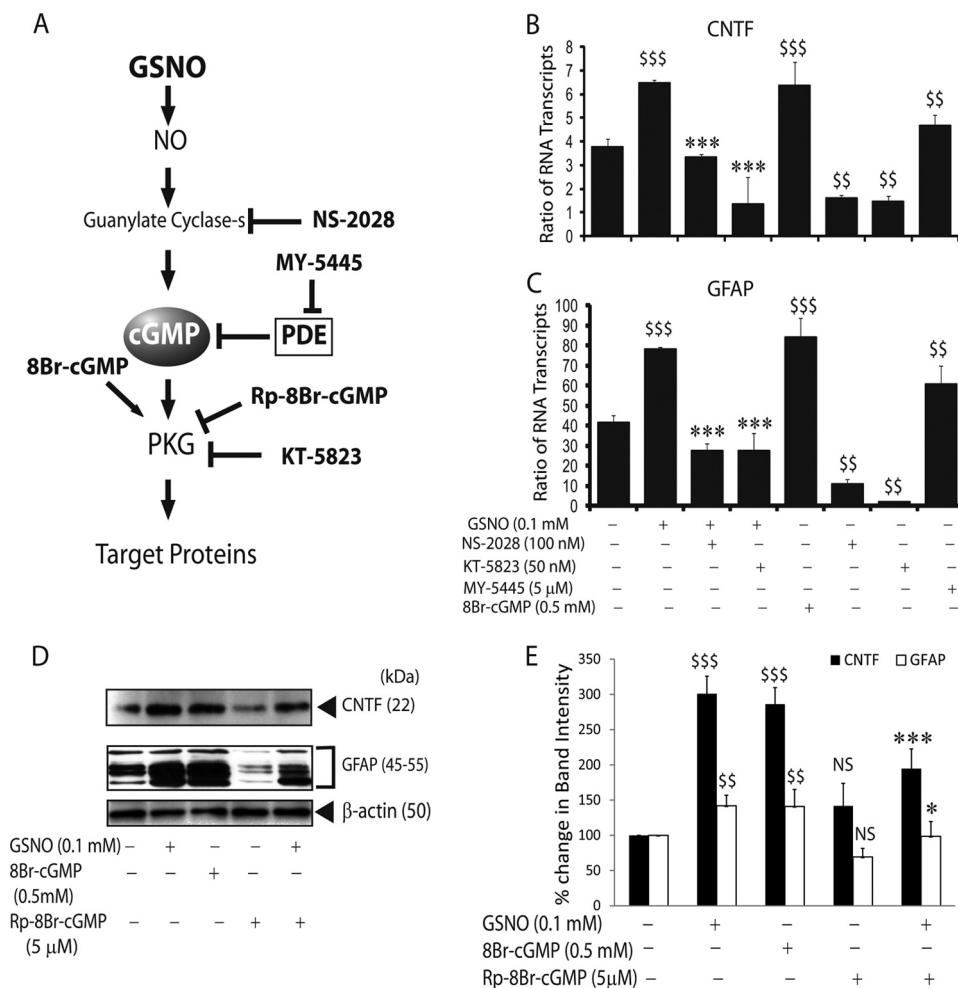 A
GSNO
NO
Guanylate Cyclase-s
NS-2028
MY-5445
cGMP
PDE
8Br-cGMP
Rp-8Br-cGMP
PKG
KT-5823
Target Proteins
B
CNTF
Ratio of RNA Transcripts
8
7
6
5
4
3
2
1
0
$$$
***
***
$$$
$$
$$
$$
C
GFAP
Ratio of RNA Transcripts
100
90
80
70
60
50
40
30
20
10
0
$$$
***
***
$$$
$$
$$
$$
GSNO (0.1 mM − + + + − − − −
NS-2028 (100 nM) − − + − − + − −
KT-5823 (50 nM) − − − + − − + −
MY-5445 (5 μM) − − − − − − − +
8Br-cGMP (0.5 mM) − − − − + − − −
D
(kDa)
CNTF (22)
GFAP (45-55)
β-actin (50)
GSNO (0.1 mM) − + − − +
8Br-cGMP − − + − −
(0.5mM)
Rp-8Br-cGMP − − − + +
(5 μM)
E
CNTF GFAP
% change in Band Intensity
350
300
250
200
150
100
50
0
$$$
$$
$$$
$$
NS
NS
***
*
GSNO (0.1 mM) − + − − +
8Br-cGMP (0.5 mM) − − + − −
Rp-8Br-cGMP (5μM) − − − + +